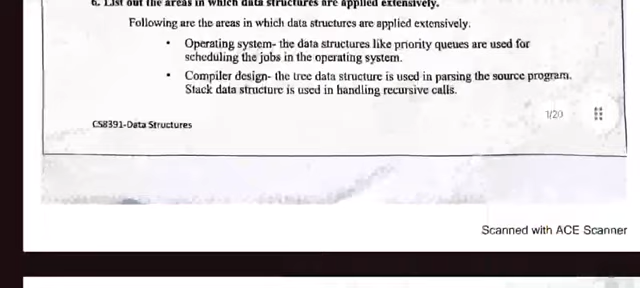 6. List out the areas in which data structures are applied extensively.
Following are the areas in which data structures are applied extensively.
• Operating system- the data structures like priority queues are used for
scheduling the jobs in the operating system.
• Compiler design- the tree data structure is used in parsing the source program.
Stack data structure is used in handling recursive calls.
1/20
CS8391-Data Structures
Scanned with ACE Scanner